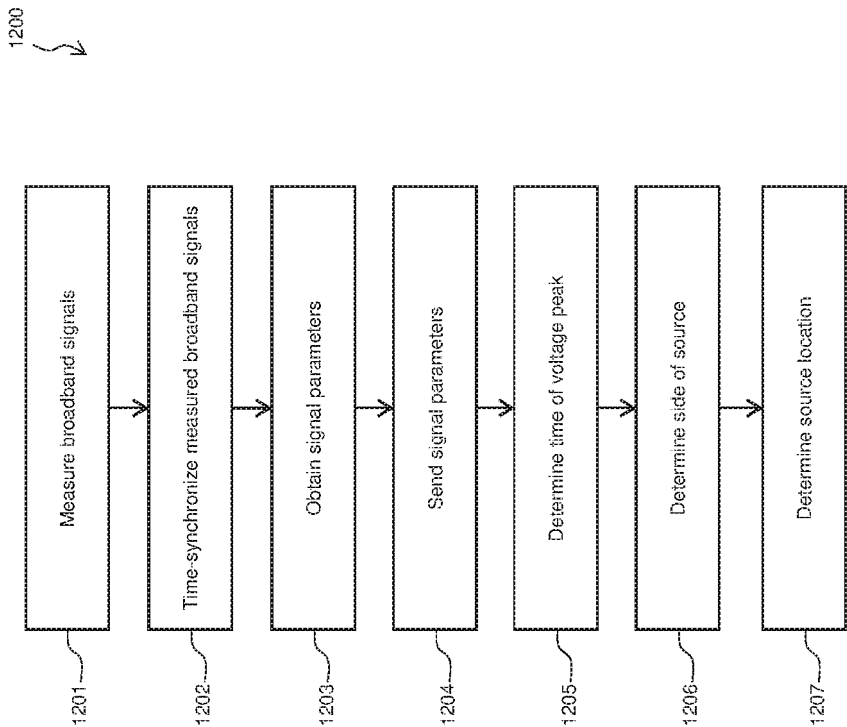 1200
Measure broadband signals
1201
Time-synchronize measured broadband signals
1202
Obtain signal parameters
1203
Send signal parameters
1204
Determine time of voltage peak
1205
Determine side of source
1206
Determine source location
1207